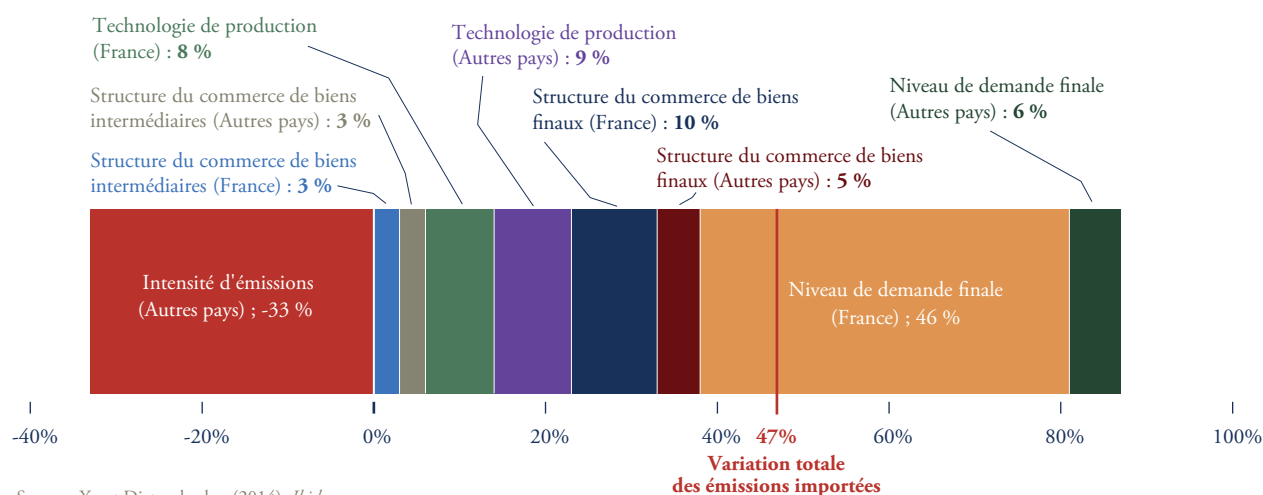 Technologie de production
(France) : 8 %
Technologie de production
(Autres pays) : 9 %
Structure du commerce de biens
intermédiaires (Autres pays) : 3 %
Structure du commerce de biens
finaux (France) : 10 %
Niveau de demande finale
(Autres pays) : 6 %
Structure du commerce de biens
intermédiaires (France) : 3 %
Structure du commerce de biens
finaux (Autres pays) : 5 %
Intensité d'émissions
(Autres pays) ; -33 %
Niveau de demande finale
(France) ; 46 %
-40% -20% 0% 20% 40% 47% 60% 80% 100%
Variation totale
des émissions importées